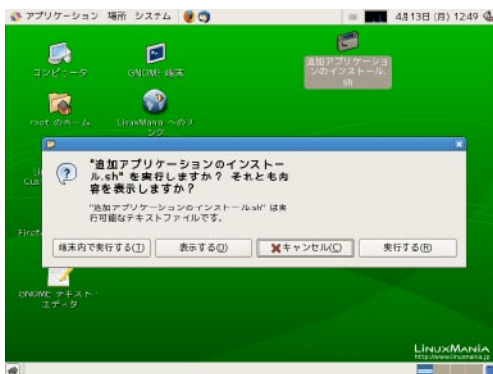 アプリケーション 場所 システム
4月13日 (月) 12:49
コンピュータ
GNOME 端末
追加アプリケーショ
ンのインストール.
sh
root のホーム
LinuxMania へのリ
ンク
"追加アプリケーションのインストー
ル.sh" を実行しますか？ それとも内
容を表示しますか？
"追加アプリケーションのインストール.sh" は実
行可能なテキストファイルです。
端末内で実行する(T)
表示する(D)
キャンセル(C)
実行する(R)
GNOME テキスト・
エディタ
LINUXMANIA
http://www.linuxmania.jp